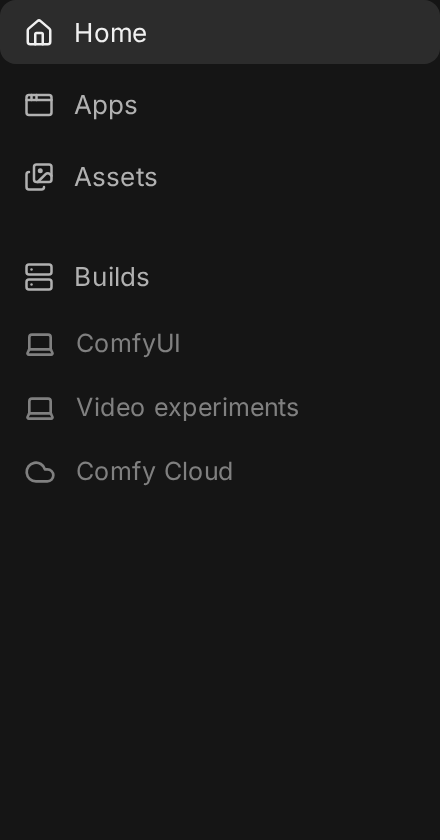 Home
Apps
Assets
Builds
ComfyUI
Video experiments
Comfy Cloud